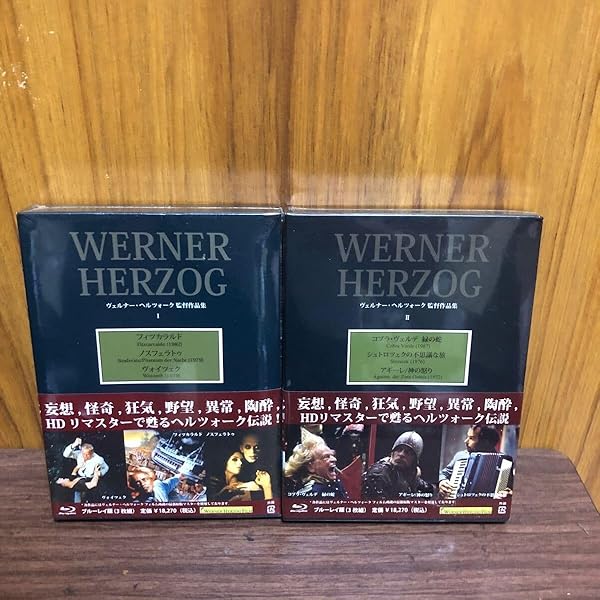 WERNER
HERZOG
ヴェルナー・ヘルツォーク 監督作品集
I
フィツカラルド
Fitzcarraldo (1982)
ノスフェラトゥ
Nosferatu:Phantom der Nacht (1978)
ヴォイツェク
Woyzeck (1979)
妄想,怪奇,狂気,野望,異常,陶酔,
HDリマスターで甦るヘルツォーク伝説!
フィツカラルド ノスフェラトゥ
ヴォイツェク
Blu-ray Disc
ブルーレイ版(3枚組) 定価 ¥18,270(税込)
WERNER
HERZOG
ヴェルナー・ヘルツォーク 監督作品集
II
コブラ・ヴェルデ 緑の蛇
Cobra Verde (1987)
シュトロツェクの不思議な旅
Stroszek (1976)
アギーレ/神の怒り
Aguirre, der Zorn Gottes (1972)
妄想,怪奇,狂気,野望,異常,陶酔,
HDリマスターで甦るヘルツォーク伝説!
コブラ・ヴェルデ 緑の蛇
アギーレ/神の怒り
シュトロツェクの不思議な旅
Blu-ray Disc
ブルーレイ版(3枚組) 定価 ¥18,270(税込)